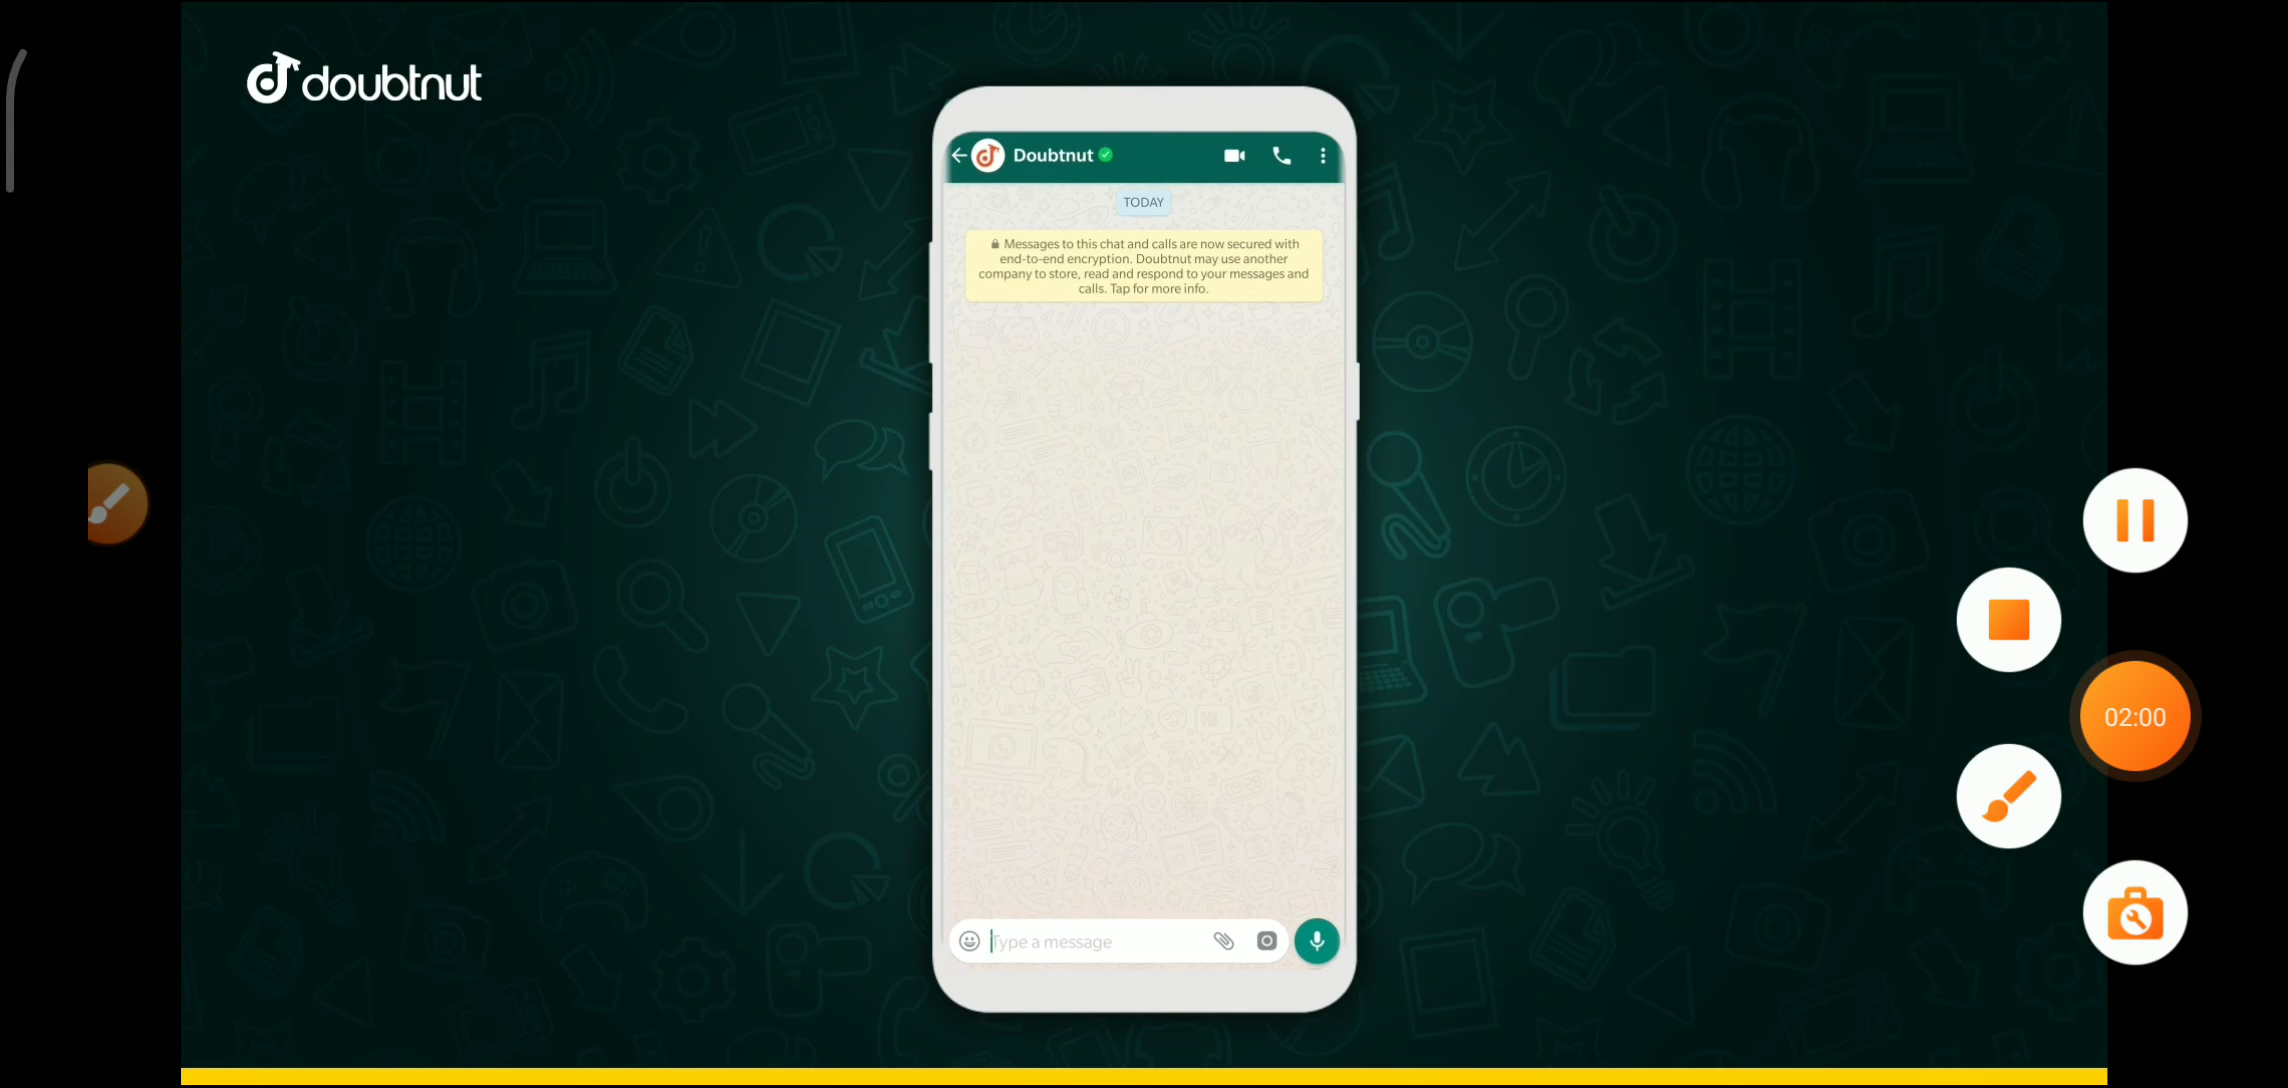 doubtnut
Doubtnut
TODAY
Messages to this chat and calls are now secured with
end-to-end encryption. Doubtnut may use another
company to store, read and respond to your messages and
calls. Tap for more info.
Type a message
02:00